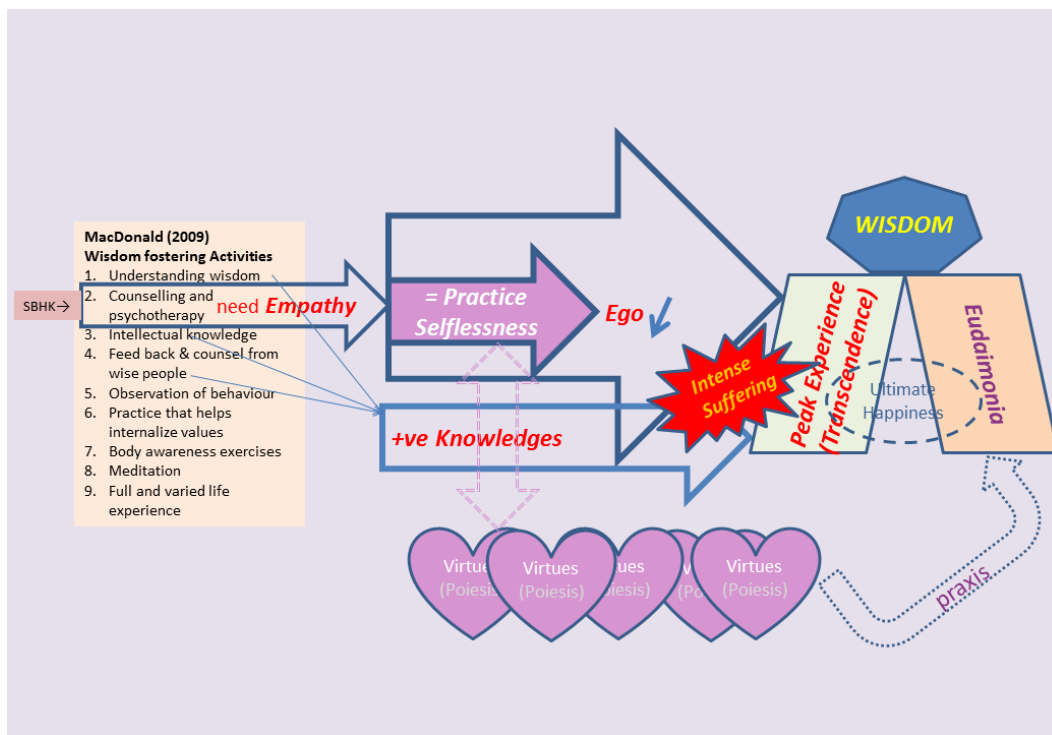 MacDonald (2009)
Wisdom fostering Activities
1. Understanding wisdom
2. Counselling and
psychotherapy
3. Intellectual knowledge
4. Feed back & counsel from
wise people
5. Observation of behaviour
6. Practice that helps
internalize values
7. Body awareness exercises
8. Meditation
9. Full and varied life
experience
SBHK→
need Empathy
= Practice
Selflessness
Ego
+ve Knowledges
Intense
Suffering
WISDOM
Peak Experience
(Transcendence)
Ultimate
Happiness
Eudaimonia
Virtues
(Poiesis)
Virtues
(Poiesis)
Virtues
(Poiesis)
praxis